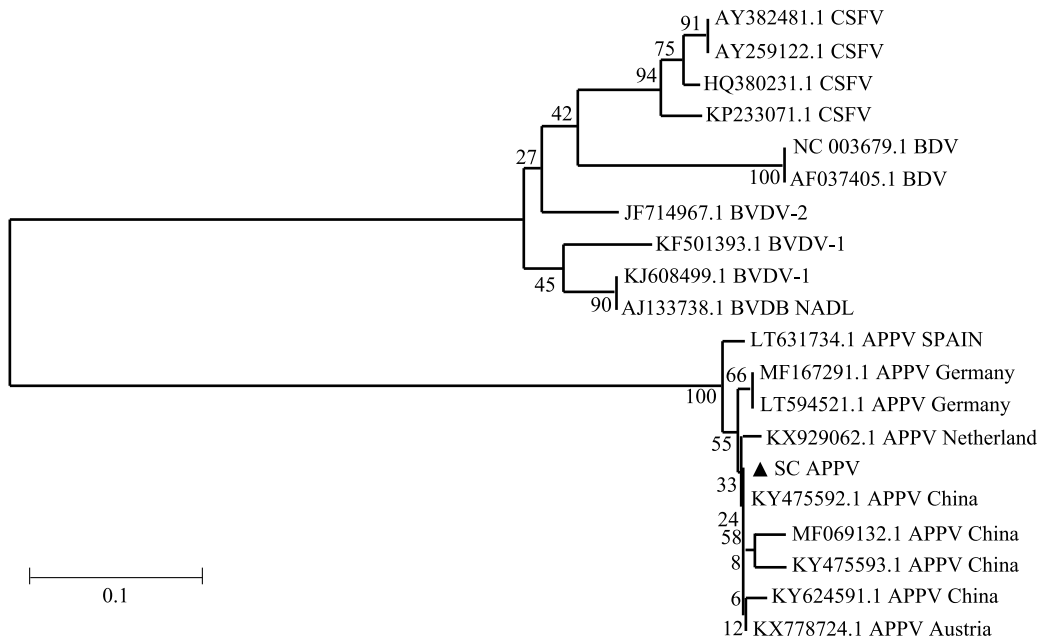 91
AY382481.1 CSFV
AY259122.1 CSFV
75
HQ380231.1 CSFV
94
KP233071.1 CSFV
42
NC 003679.1 BDV
100
AF037405.1 BDV
27
JF714967.1 BVDV-2
KF501393.1 BVDV-1
45
KJ608499.1 BVDV-1
90
AJ133738.1 BVDB NADL
LT631734.1 APPV SPAIN
100
66
MF167291.1 APPV Germany
LT594521.1 APPV Germany
55
KX929062.1 APPV Netherland
▲ SC APPV
33
KY475592.1 APPV China
24
58
MF069132.1 APPV China
8
KY475593.1 APPV China
6
KY624591.1 APPV China
12
KX778724.1 APPV Austria
0.1